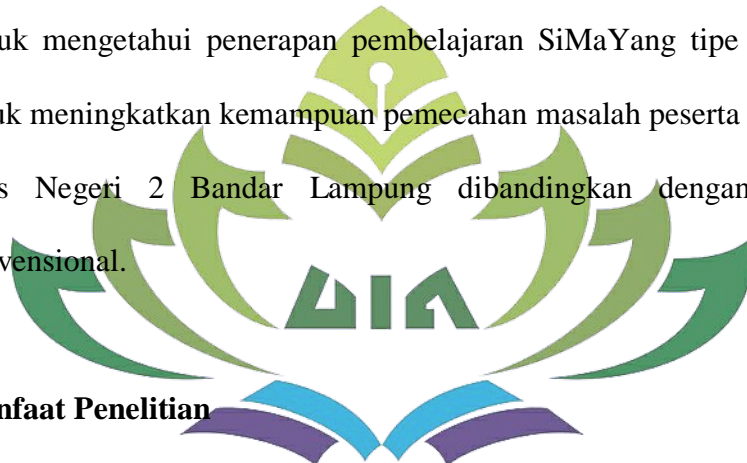 uk mengetahui penerapan pembelajaran SiMaYang tipe
uk meningkatkan kemampuan pemecahan masalah peserta
s Negeri 2 Bandar Lampung dibandingkan dengan
vensional.
UIN
nfaat Penelitian